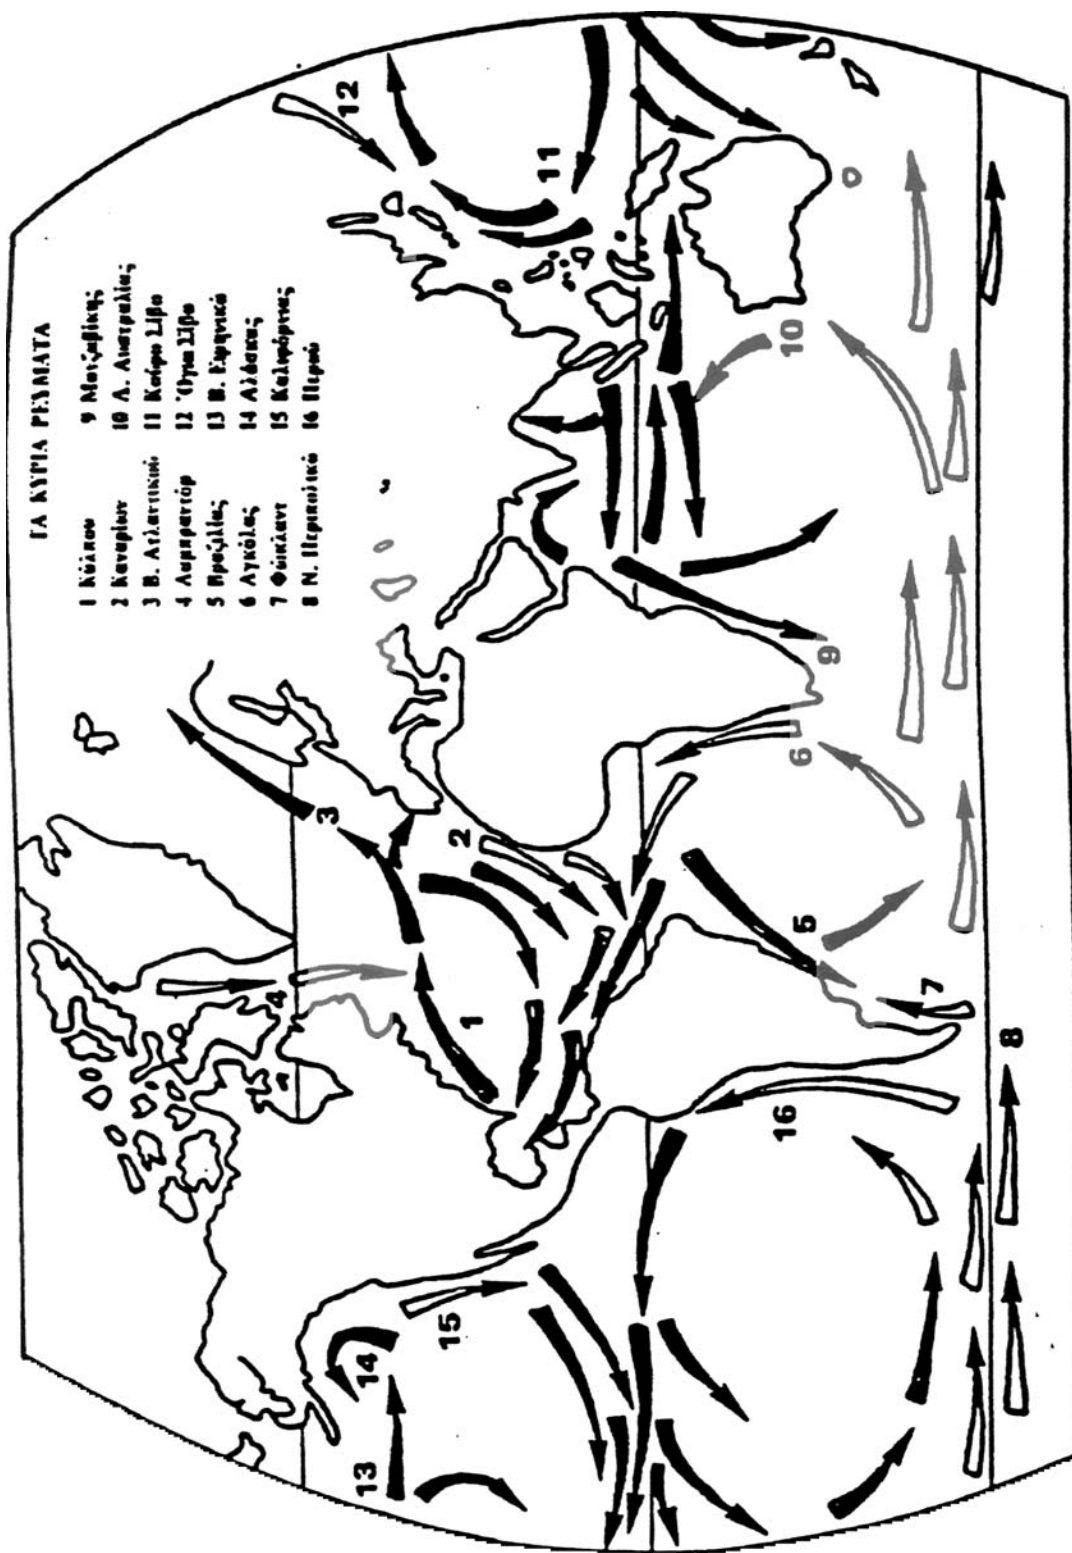 ΤΑ ΚΥΡΙΑ ΡΕΥΜΑΤΑ
1 Κόλπου
2 Καναρίων
3 Β. Ατλαντικού
4 Λαμπραντόρ
5 Βραζιλίας
6 Αγκόλας
7 Φώκλαντ
8 Ν. Περιπολικό
9 Μοζαμβίκης
10 Δ. Αυστραλίας
11 Κούρο Σίβο
12 Όγια Σίβο
13 Β. Ειρηνικό
14 Αλάσκας
15 Καλιφόρνιας
16 Περού
12
11
10
3
9
2
6
4
1
5
7
8
16
15
14
13